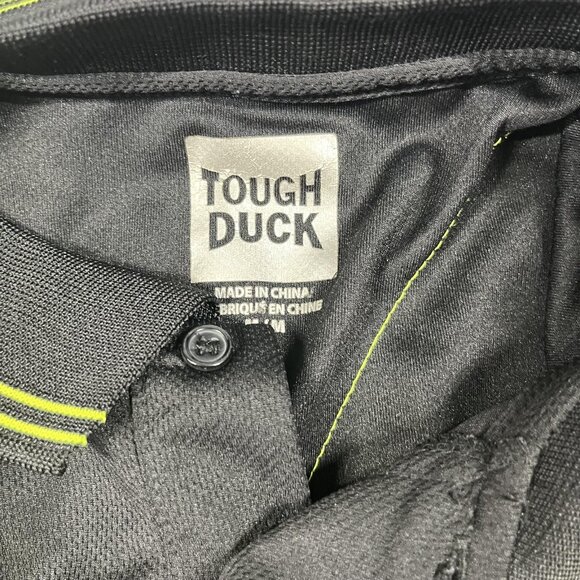 TOUGH
DUCK
MADE IN CHINA
BRIQUÉ EN CHINE
M/M